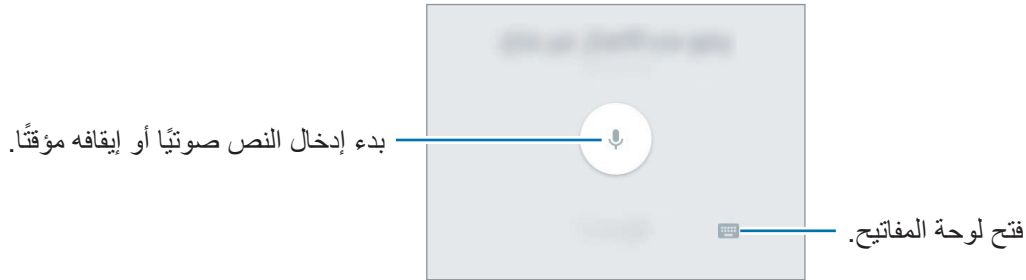 بدء إدخال النص صوتيًا أو إيقافه مؤقتًا.
فتح لوحة المفاتيح.